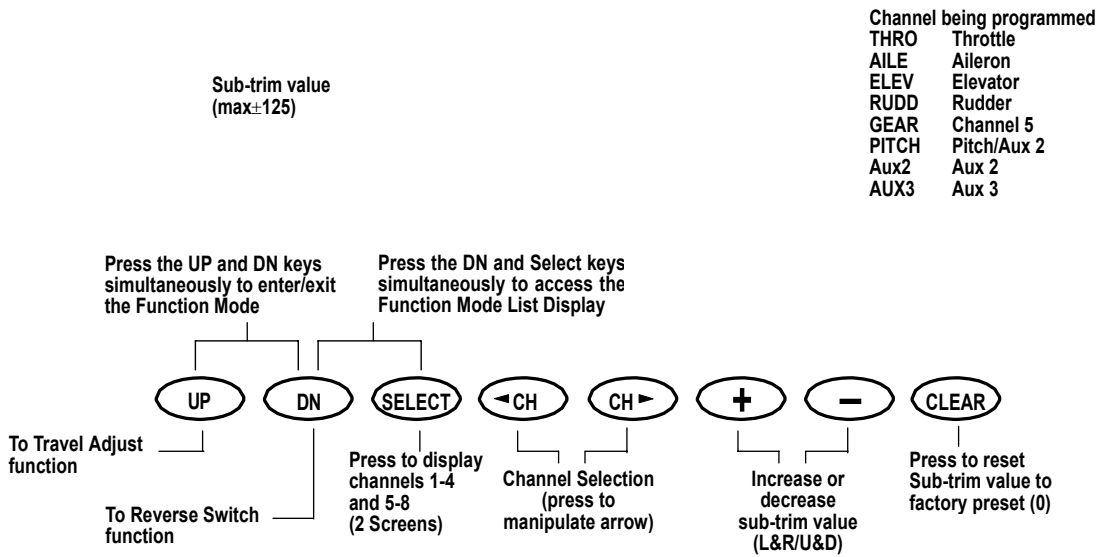 Sub-trim value
(max±125)
Channel being programmed
THRO Throttle
AILE Aileron
ELEV Elevator
RUDD Rudder
GEAR Channel 5
PITCH Pitch/Aux 2
Aux2 Aux 2
AUX3 Aux 3
Press the UP and DN keys
simultaneously to enter/exit
the Function Mode
Press the DN and Select keys
simultaneously to access the
Function Mode List Display
UP
DN
SELECT
◄CH
CH►
+
−
CLEAR
To Travel Adjust
function
To Reverse Switch
function
Press to display
channels 1-4
and 5-8
(2 Screens)
Channel Selection
(press to
manipulate arrow)
Increase or
decrease
sub-trim value
(L&R/U&D)
Press to reset
Sub-trim value to
factory preset (0)